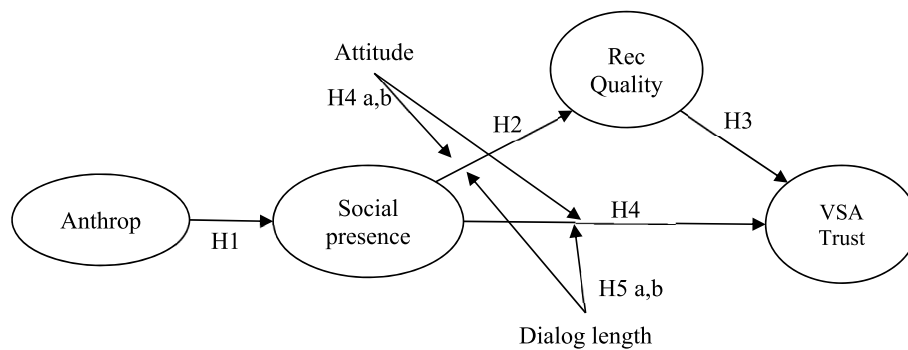 Attitude
H4 a,b
Rec
Quality
H2
H3
Anthrop
H1
Social
presence
H4
VSA
Trust
H5 a,b
Dialog length